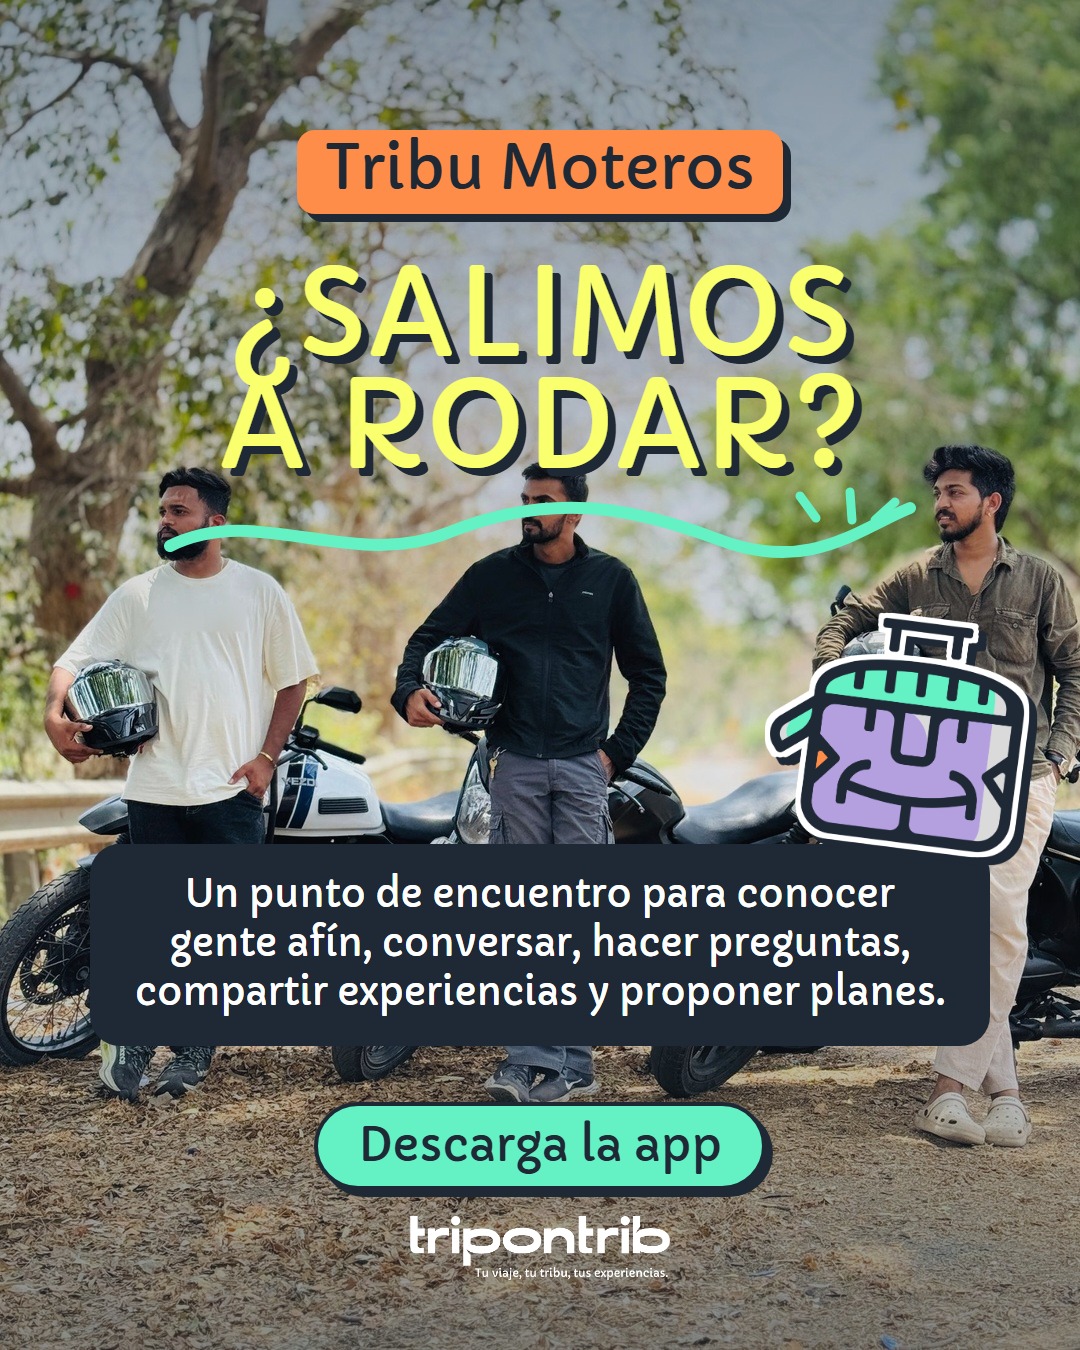 Tribu Moteros
¿SALIMOS
A RODAR?
YEZDI
Un punto de encuentro para conocer
gente afín, conversar, hacer preguntas,
compartir experiencias y proponer planes.
Descarga la app
tripontrib
Tu viaje, tu tribu, tus experiencias.